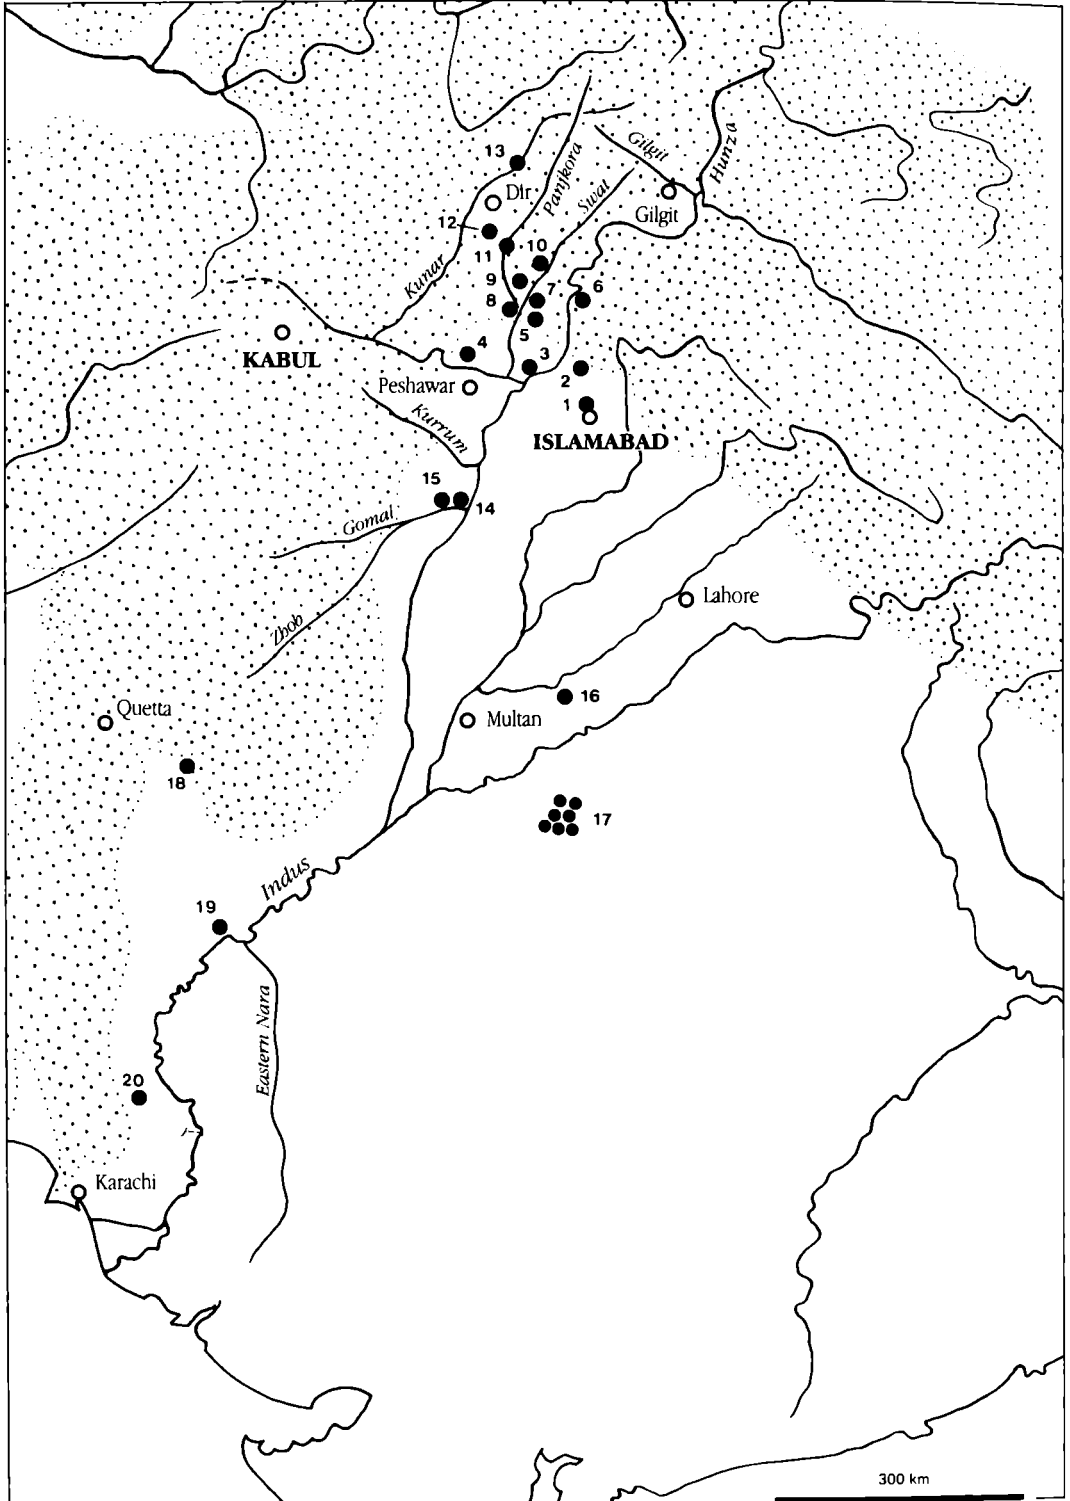 Gilgit
Hunza
13
Panjkora
Dir
Swat
Gilgit
12
11
10
Kunar
9
7
6
8
5
KABUL
4
3
Peshawar
2
1
Kurrum
ISLAMABAD
15
14
Gomal
Lahore
Zhob
16
Quetta
Multan
18
17
Indus
19
Eastern Nara
20
Karachi
300 km